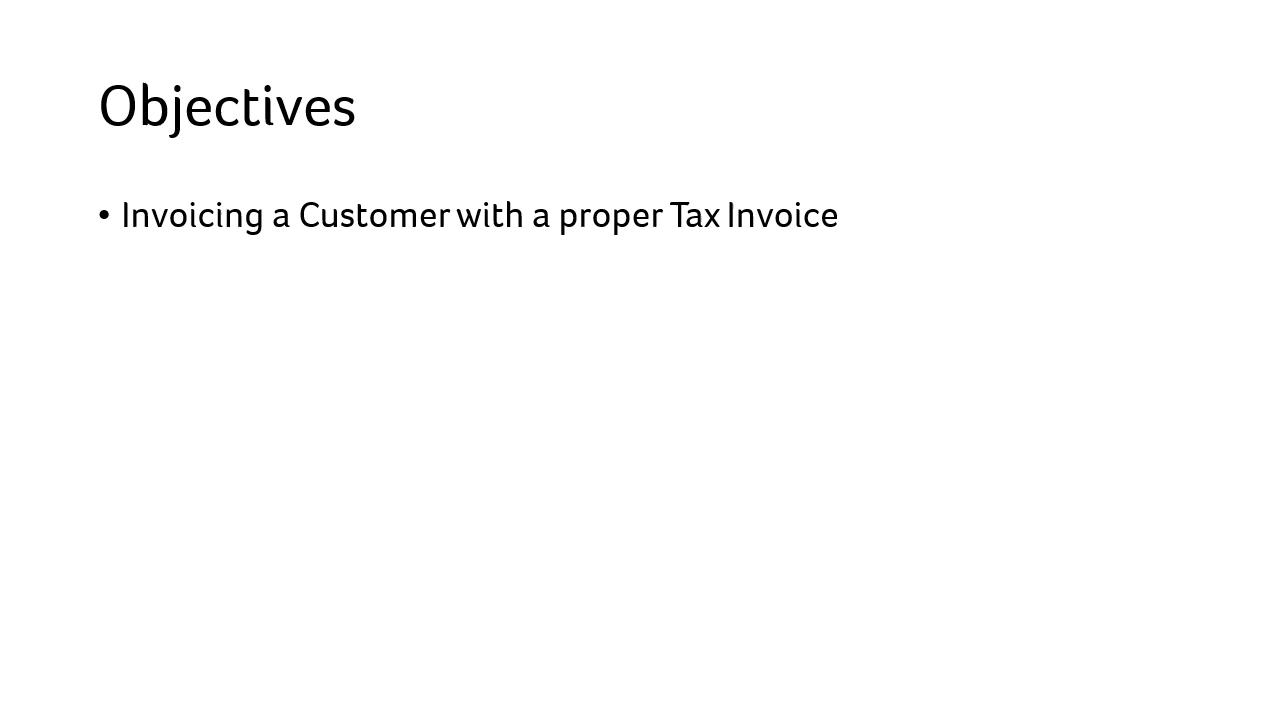 Objectives
• Invoicing a Customer with a proper Tax Invoice